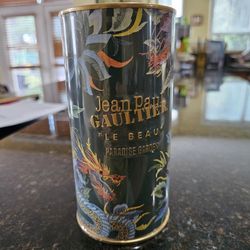 Jean Paul
GAULTIER
"LE BEAU"
PARADISE GARDEN